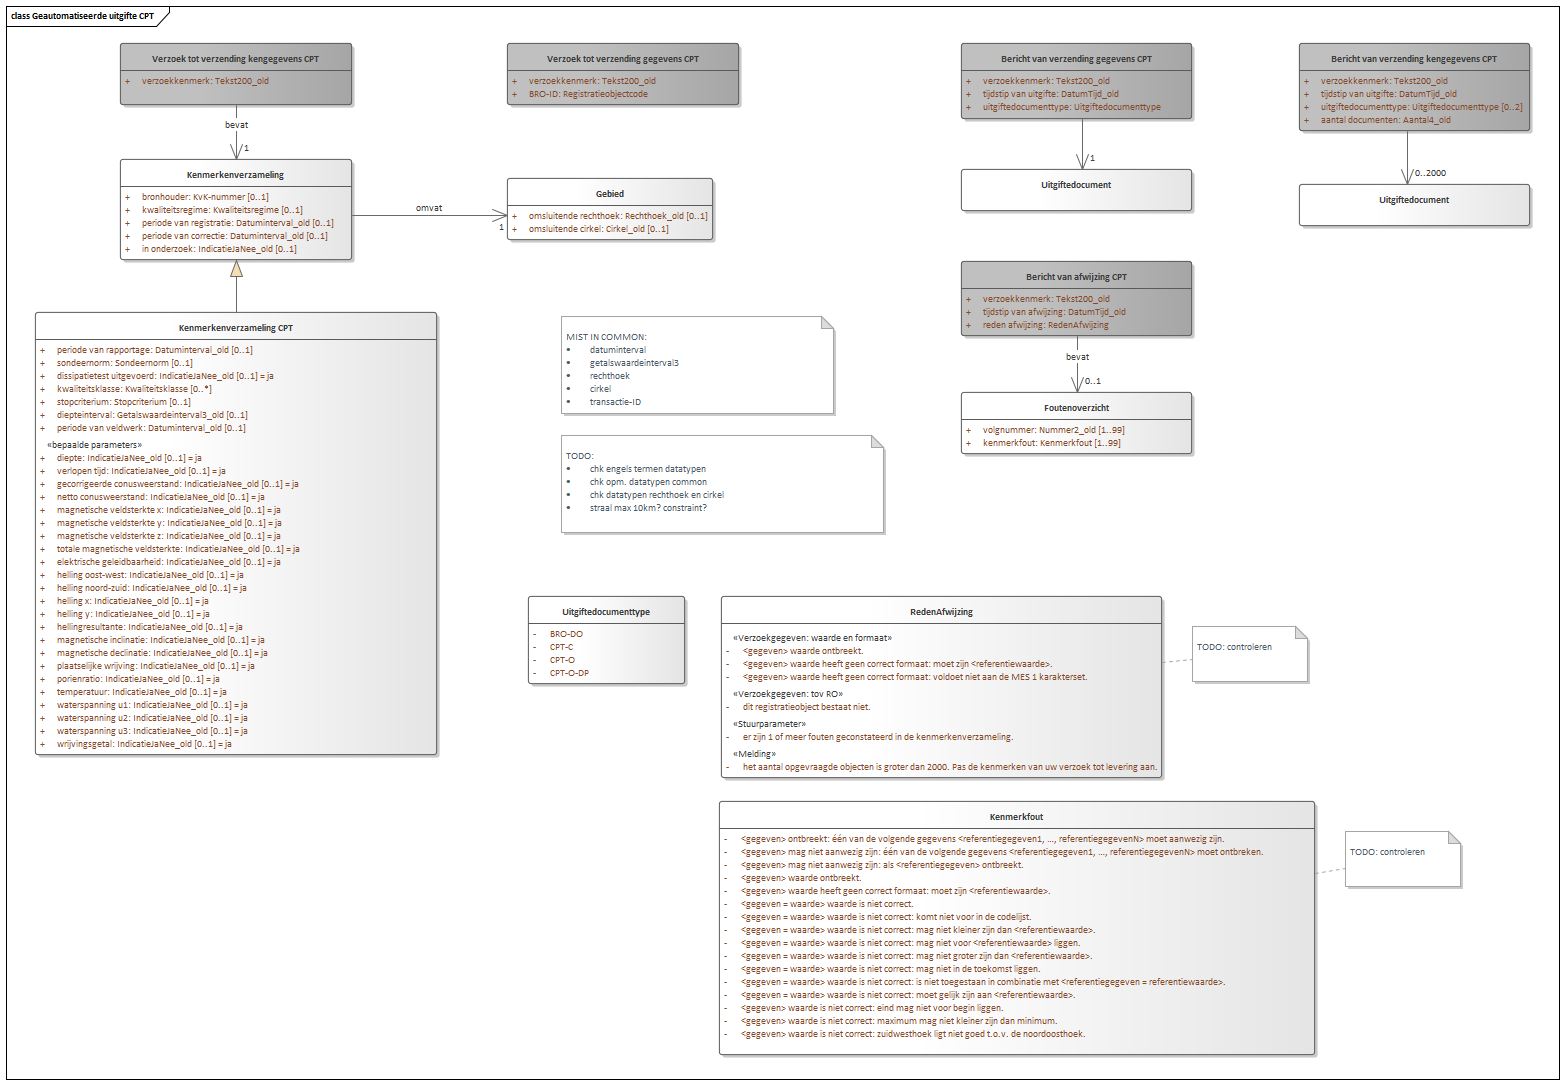 class Geautomatiseerde uitgifte CPT
Verzoek tot verzending kengegevens CPT
+ verzoekkenmerk: Tekst200_old
bevat
1
Kenmerkenverzameling
+ bronhouder: KvK-nummer [0..1]
+ kwaliteitsregime: Kwaliteitsregime [0..1]
+ periode van registratie: Datuminterval_old [0..1]
+ periode van correctie: Datuminterval_old [0..1]
+ in onderzoek: IndicatieJaNee_old [0..1]
omvat
1
Verzoek tot verzending gegevens CPT
+ verzoekkenmerk: Tekst200_old
+ BRO-ID: Registratieobjectcode
Gebied
+ omsluitende rechthoek: Rechthoek_old [0..1]
+ omsluitende cirkel: Cirkel_old [0..1]
Bericht van verzending gegevens CPT
+ verzoekkenmerk: Tekst200_old
+ tijdstip van uitgifte: DatumTijd_old
+ uitgiftedocumenttype: Uitgiftedocumenttype
1
Uitgiftedocument
Bericht van verzending kengegevens CPT
+ verzoekkenmerk: Tekst200_old
+ tijdstip van uitgifte: DatumTijd_old
+ uitgiftedocumenttype: Uitgiftedocumenttype [0..2]
+ aantal documenten: Aantal4_old
0..2000
Uitgiftedocument
Bericht van afwijzing CPT
+ verzoekkenmerk: Tekst200_old
+ tijdstip van afwijzing: DatumTijd_old
+ reden afwijzing: RedenAfwijzing
bevat
0..1
Foutenoverzicht
+ volgnummer: Nummer2_old [1..99]
+ kenmerkfout: Kenmerkfout [1..99]
Kenmerkenverzameling CPT
+ periode van rapportage: Datuminterval_old [0..1]
+ sondeernorm: Sondeernorm [0..1]
+ dissipatietest uitgevoerd: IndicatieJaNee_old [0..1] = ja
+ kwaliteitsklasse: Kwaliteitsklasse [0..*]
+ stopcriterium: Stopcriterium [0..1]
+ diepteinterval: Getalswaardeinterval3_old [0..1]
+ periode van veldwerk: Datuminterval_old [0..1]
«bepaalde parameters»
+ diepte: IndicatieJaNee_old [0..1] = ja
+ verlopen tijd: IndicatieJaNee_old [0..1] = ja
+ gecorrigeerde conusweerstand: IndicatieJaNee_old [0..1] = ja
+ netto conusweerstand: IndicatieJaNee_old [0..1] = ja
+ magnetische veldsterkte x: IndicatieJaNee_old [0..1] = ja
+ magnetische veldsterkte y: IndicatieJaNee_old [0..1] = ja
+ magnetische veldsterkte z: IndicatieJaNee_old [0..1] = ja
+ totale magnetische veldsterkte: IndicatieJaNee_old [0..1] = ja
+ elektrische geleidbaarheid: IndicatieJaNee_old [0..1] = ja
+ helling oost-west: IndicatieJaNee_old [0..1] = ja
+ helling noord-zuid: IndicatieJaNee_old [0..1] = ja
+ helling x: IndicatieJaNee_old [0..1] = ja
+ helling y: IndicatieJaNee_old [0..1] = ja
+ hellingresultante: IndicatieJaNee_old [0..1] = ja
+ magnetische inclinatie: IndicatieJaNee_old [0..1] = ja
+ magnetische declinatie: IndicatieJaNee_old [0..1] = ja
+ plaatselijke wrijving: IndicatieJaNee_old [0..1] = ja
+ porienratio: IndicatieJaNee_old [0..1] = ja
+ temperatuur: IndicatieJaNee_old [0..1] = ja
+ waterspanning u1: IndicatieJaNee_old [0..1] = ja
+ waterspanning u2: IndicatieJaNee_old [0..1] = ja
+ waterspanning u3: IndicatieJaNee_old [0..1] = ja
+ wrijvingsgetal: IndicatieJaNee_old [0..1] = ja
MIST IN COMMON:
• datuminterval
• getalswaardeinterval3
• rechthoek
• cirkel
• transactie-ID
TODO:
• chk engels termen datatypen
• chk opm. datatypen common
• chk datatypen rechthoek en cirkel
• straal max 10km? constraint?
Uitgiftedocumenttype
- BRO-DO
- CPT-C
- CPT-O
- CPT-O-DP
RedenAfwijzing
«Verzoekgegeven: waarde en formaat»
- <gegeven> waarde ontbreekt.
- <gegeven> waarde heeft geen correct formaat: moet zijn <referentiewaarde>.
- <gegeven> waarde heeft geen correct formaat: voldoet niet aan de MES 1 karakterset.
«Verzoekgegeven: tov RO»
- dit registratieobject bestaat niet.
«Stuurparameter»
- er zijn 1 of meer fouten geconstateerd in de kenmerkenverzameling.
«Melding»
- het aantal opgevraagde objecten is groter dan 2000. Pas de kenmerken van uw verzoek tot levering aan.
TODO: controleren
Kenmerkfout
- <gegeven> ontbreekt: één van de volgende gegevens <referentiegegeven1, ..., referentiegegevenN> moet aanwezig zijn.
- <gegeven> mag niet aanwezig zijn: één van de volgende gegevens <referentiegegeven1, ..., referentiegegevenN> moet ontbreken.
- <gegeven> mag niet aanwezig zijn: als <referentiegegeven> ontbreekt.
- <gegeven> waarde ontbreekt.
- <gegeven> waarde heeft geen correct formaat: moet zijn <referentiewaarde>.
- <gegeven = waarde> waarde is niet correct.
- <gegeven = waarde> waarde is niet correct: komt niet voor in de codelijst.
- <gegeven = waarde> waarde is niet correct: mag niet kleiner zijn dan <referentiewaarde>.
- <gegeven = waarde> waarde is niet correct: mag niet voor <referentiewaarde> liggen.
- <gegeven = waarde> waarde is niet correct: mag niet groter zijn dan <referentiewaarde>.
- <gegeven = waarde> waarde is niet correct: mag niet in de toekomst liggen.
- <gegeven = waarde> waarde is niet correct: is niet toegestaan in combinatie met <referentiegegeven = referentiewaarde>.
- <gegeven = waarde> waarde is niet correct: moet gelijk zijn aan <referentiewaarde>.
- <gegeven> waarde is niet correct: eind mag niet voor begin liggen.
- <gegeven> waarde is niet correct: maximum mag niet kleiner zijn dan minimum.
- <gegeven> waarde is niet correct: zuidwesthoek ligt niet goed t.o.v. de noordoosthoek.
TODO: controleren